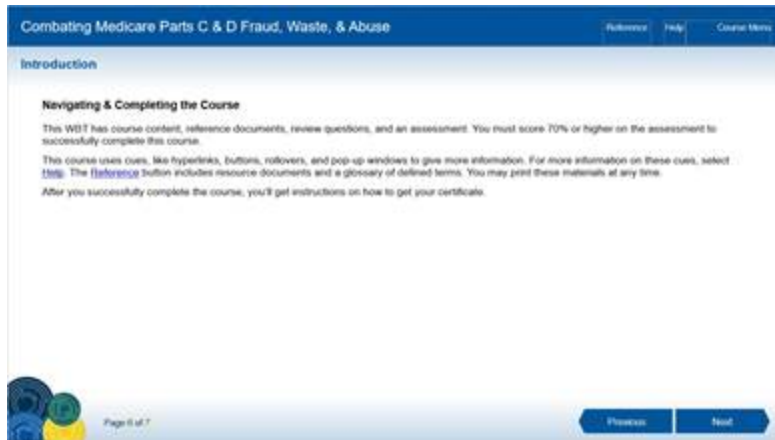 Combating Medicare Parts C & D Fraud, Waste, & Abuse
Reference Help Course Menu
Introduction
Navigating & Completing the Course
This WBT has course content, reference documents, review questions, and an assessment. You must score 70% or higher on the assessment to
successfully complete this course.
This course uses cues, like hyperlinks, buttons, rollovers, and pop-up windows to give more information. For more information on these cues, select
Help. The Reference button includes resource documents and a glossary of defined terms. You may print these materials at any time.
After you successfully complete the course, you'll get instructions on how to get your certificate.
Page 6 of 7
Previous Next